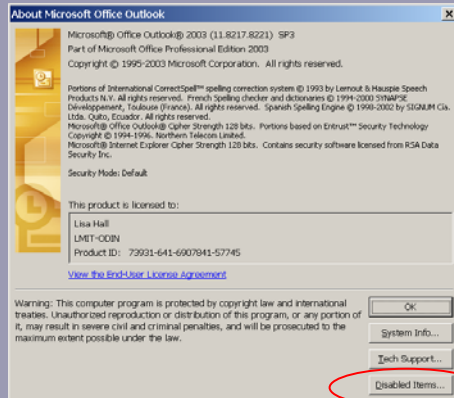 About Microsoft Office Outlook
Microsoft® Office Outlook® 2003 (11.8217.8221) SP3
Part of Microsoft Office Professional Edition 2003
Copyright © 1995-2003 Microsoft Corporation. All rights reserved.
Portions of International CorrectSpell™ spelling correction system © 1993 by Lernout & Hauspie Speech
Products N.V. All rights reserved. French Spelling checker and dictionaries © 1994-2000 SYNAPSE
Développement, Toulouse (France). All rights reserved. Spanish Spelling Engine © 1998-2002 by SIGNUM Cía.
Ltda. Quito, Ecuador. All rights reserved.
Microsoft® Office Outlook® Cipher Strength 128 bits. Portions based on Entrust™ Security Technology
Copyright © 1994-1996. Northern Telecom Limited.
Microsoft® Internet Explorer Cipher Strength 128 bits. Contains security software licensed from RSA Data
Security Inc.
Security Mode: Default
This product is licensed to:
Lisa Hall
LMIT-ODIN
Product ID: 73931-641-6907841-57745
View the End-User License Agreement
Warning: This computer program is protected by copyright law and international
treaties. Unauthorized reproduction or distribution of this program, or any portion of
it, may result in severe civil and criminal penalties, and will be prosecuted to the
maximum extent possible under the law.
OK
System Info...
Tech Support...
Disabled Items...